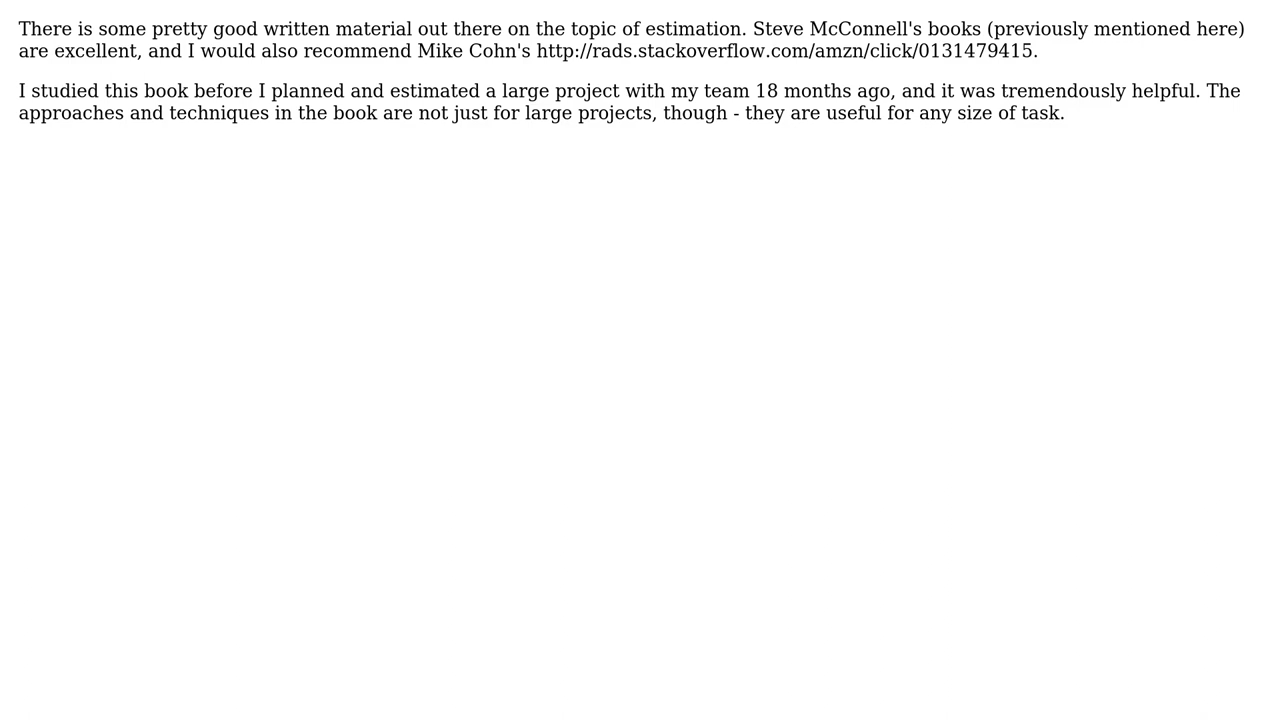 There is some pretty good written material out there on the topic of estimation. Steve McConnell's books (previously mentioned here)
are excellent, and I would also recommend Mike Cohn's http://rads.stackoverflow.com/amzn/click/0131479415.
I studied this book before I planned and estimated a large project with my team 18 months ago, and it was tremendously helpful. The
approaches and techniques in the book are not just for large projects, though - they are useful for any size of task.